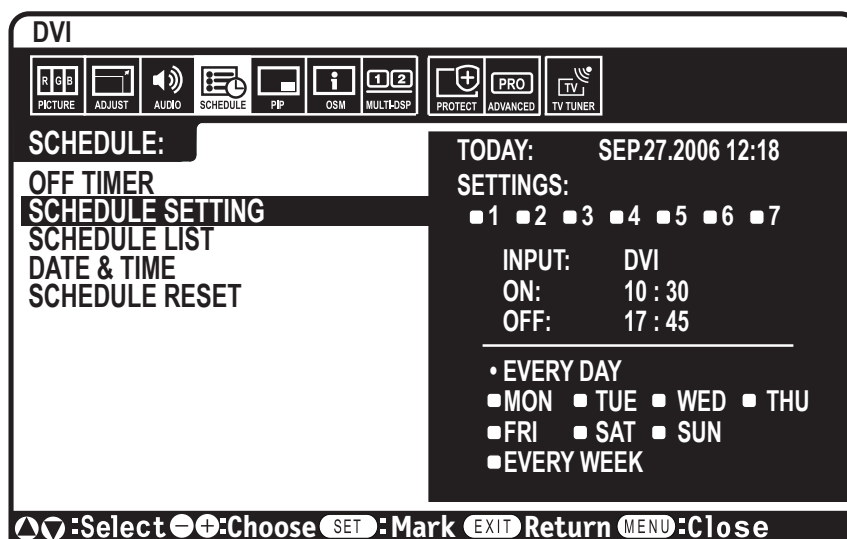 DVI
R G B 1 2 PRO TV
PICTURE ADJUST AUDIO SCHEDULE PIP OSM MULTI-DSP PROTECT ADVANCED TV TUNER
SCHEDULE:
OFF TIMER
SCHEDULE SETTING
SCHEDULE LIST
DATE & TIME
SCHEDULE RESET
TODAY: SEP.27.2006 12:18
SETTINGS:
1 2 3 4 5 6 7
INPUT: DVI
ON: 10 : 30
OFF: 17 : 45
• EVERY DAY
MON TUE WED THU
FRI SAT SUN
EVERY WEEK
:Select :Choose SET : Mark EXIT Return MENU :Close